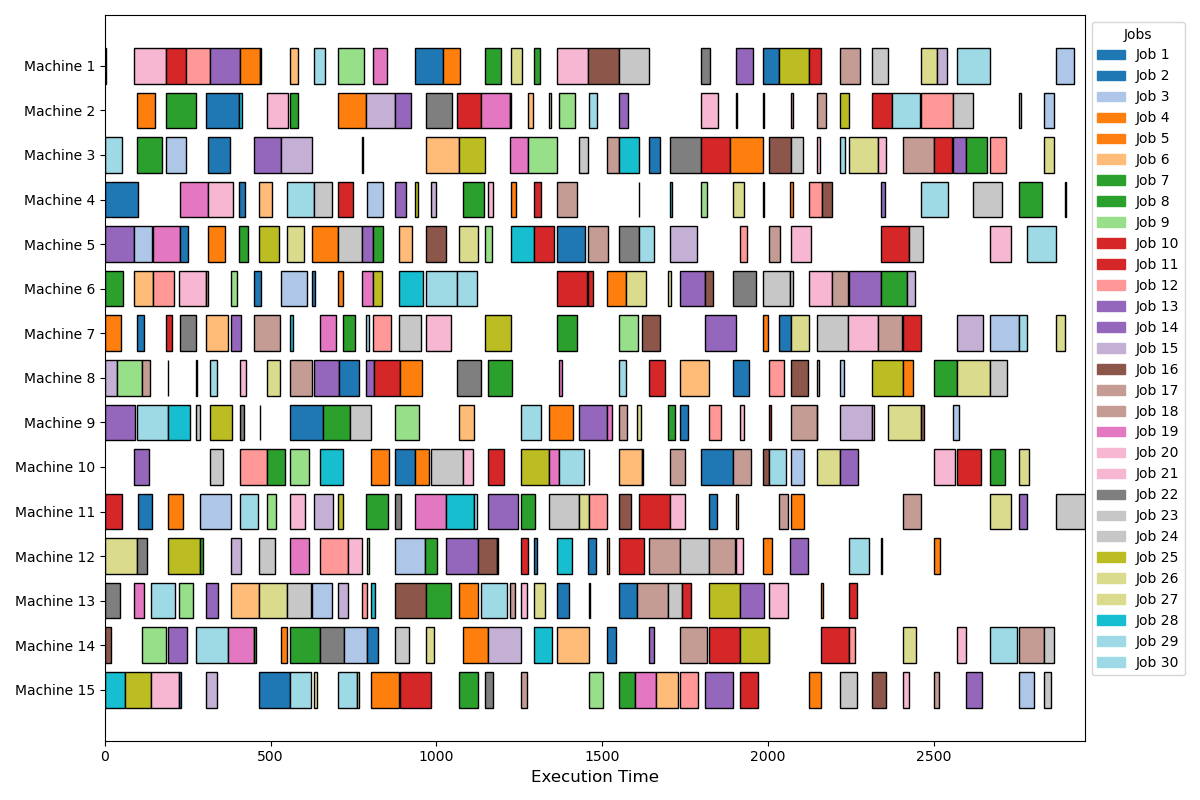 Machine 1
Machine 2
Machine 3
Machine 4
Machine 5
Machine 6
Machine 7
Machine 8
Machine 9
Machine 10
Machine 11
Machine 12
Machine 13
Machine 14
Machine 15
0 500 1000 1500 2000 2500
Execution Time
Jobs
Job 1
Job 2
Job 3
Job 4
Job 5
Job 6
Job 7
Job 8
Job 9
Job 10
Job 11
Job 12
Job 13
Job 14
Job 15
Job 16
Job 17
Job 18
Job 19
Job 20
Job 21
Job 22
Job 23
Job 24
Job 25
Job 26
Job 27
Job 28
Job 29
Job 30